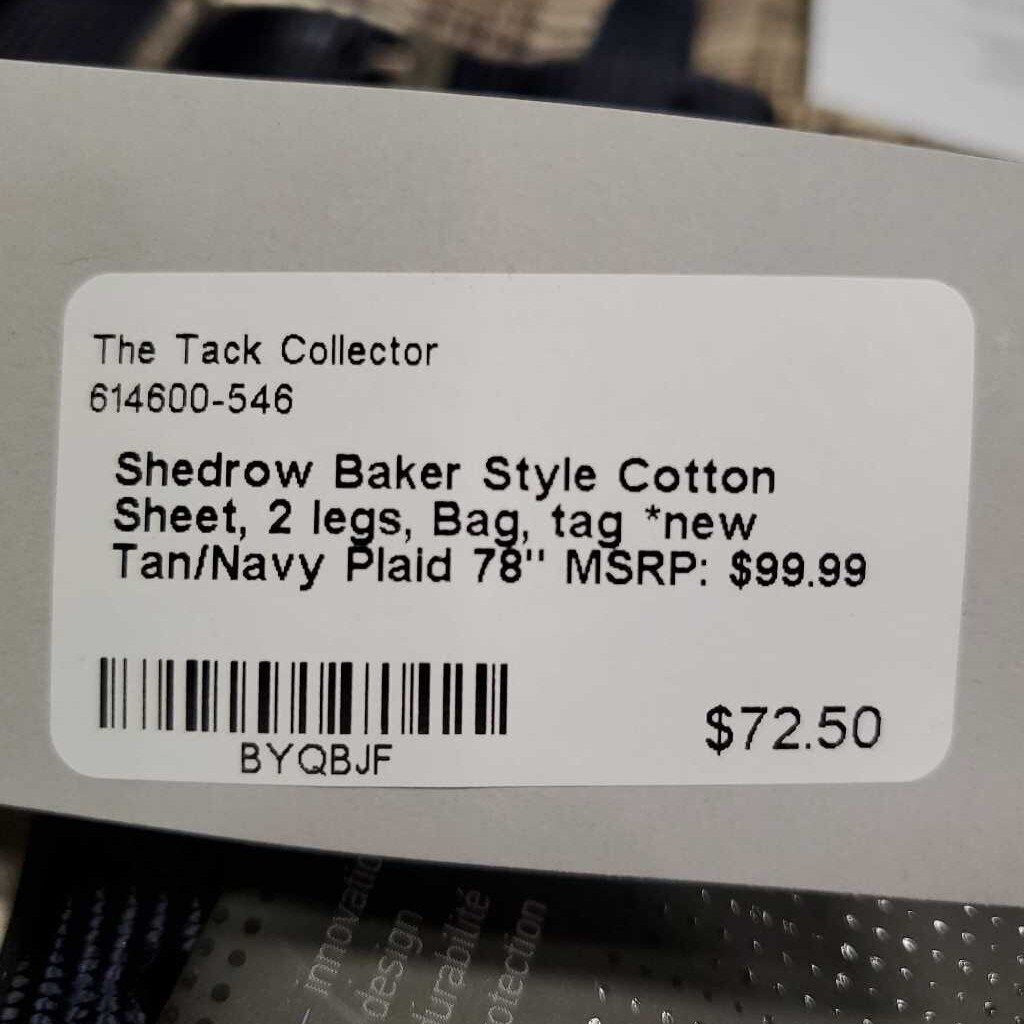 The Tack Collector
614600-546
Shedrow Baker Style Cotton
Sheet, 2 legs, Bag, tag *new
Tan/Navy Plaid 78" MSRP: $99.99
BYQBJF
$72.50
design
durabilité